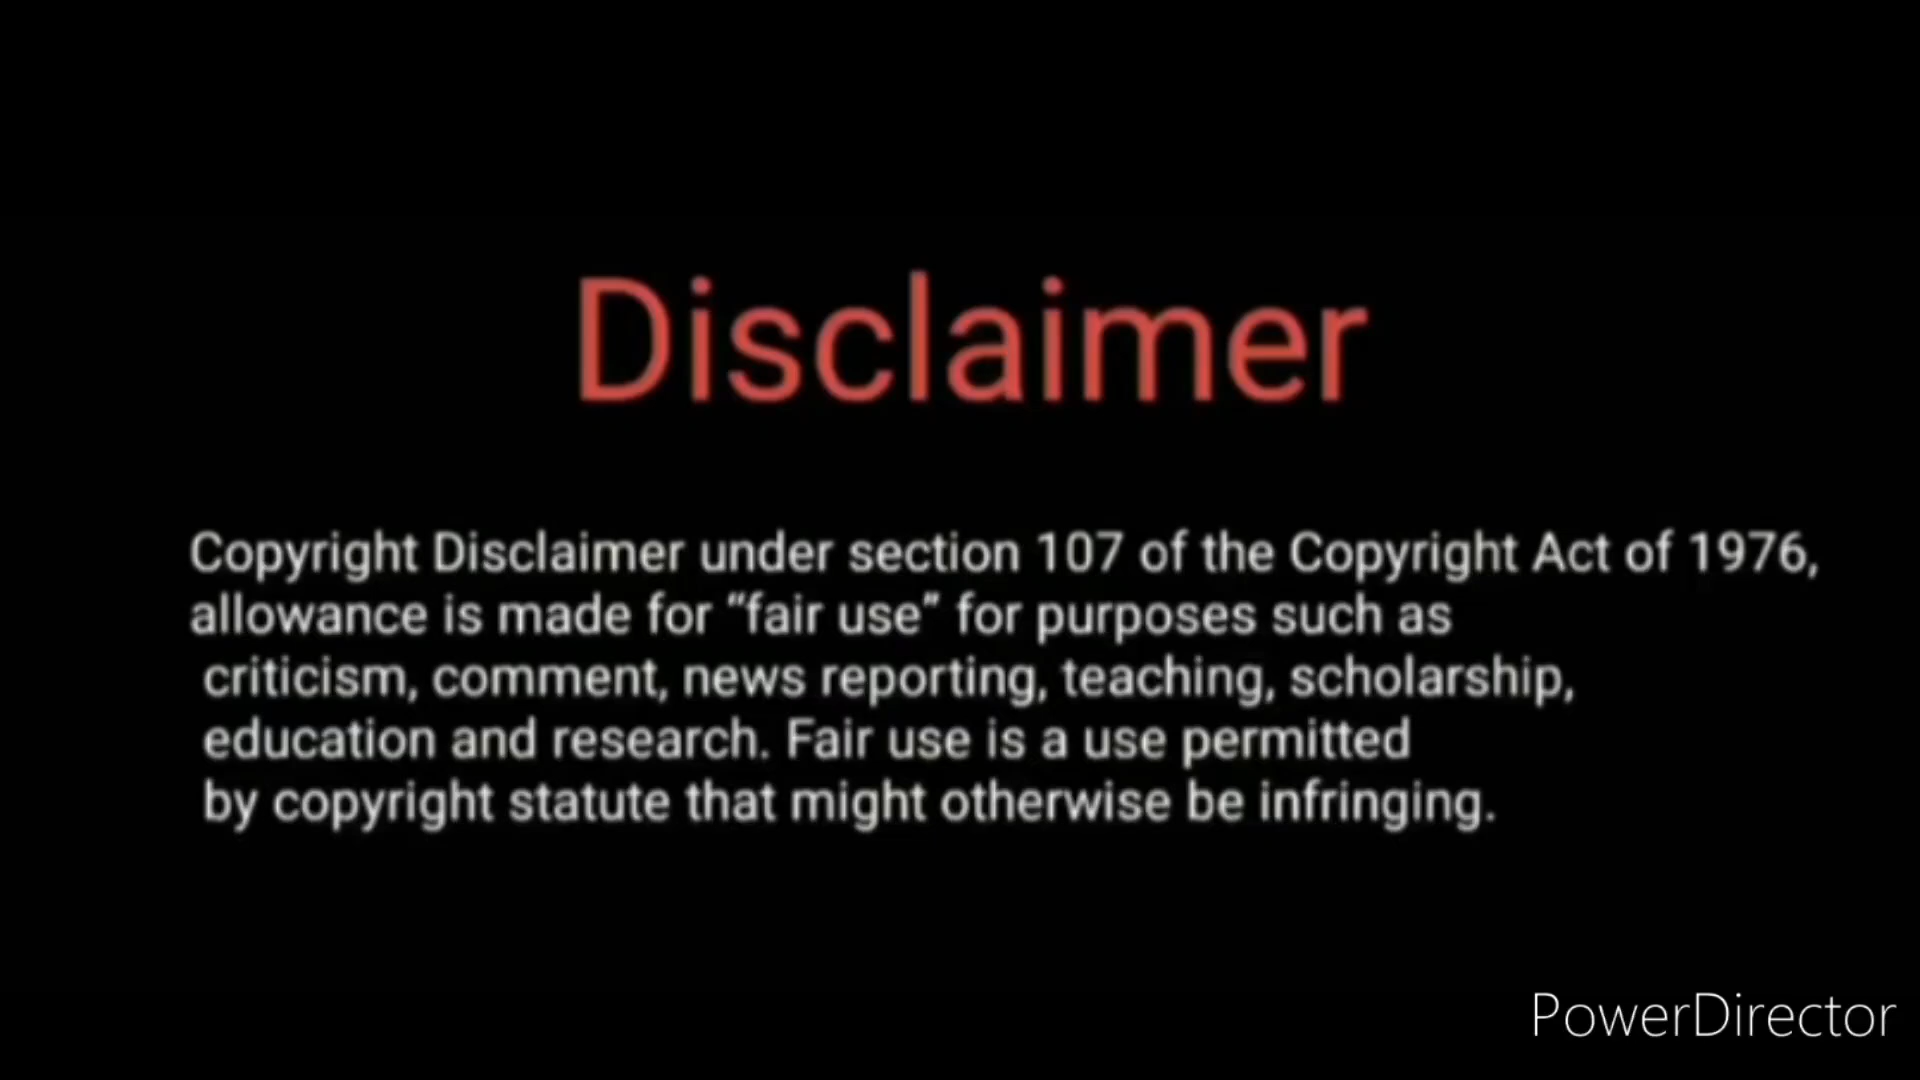 Disclaimer
Copyright Disclaimer under section 107 of the Copyright Act of 1976,
allowance is made for “fair use” for purposes such as
criticism, comment, news reporting, teaching, scholarship,
education and research. Fair use is a use permitted
by copyright statute that might otherwise be infringing.
PowerDirector